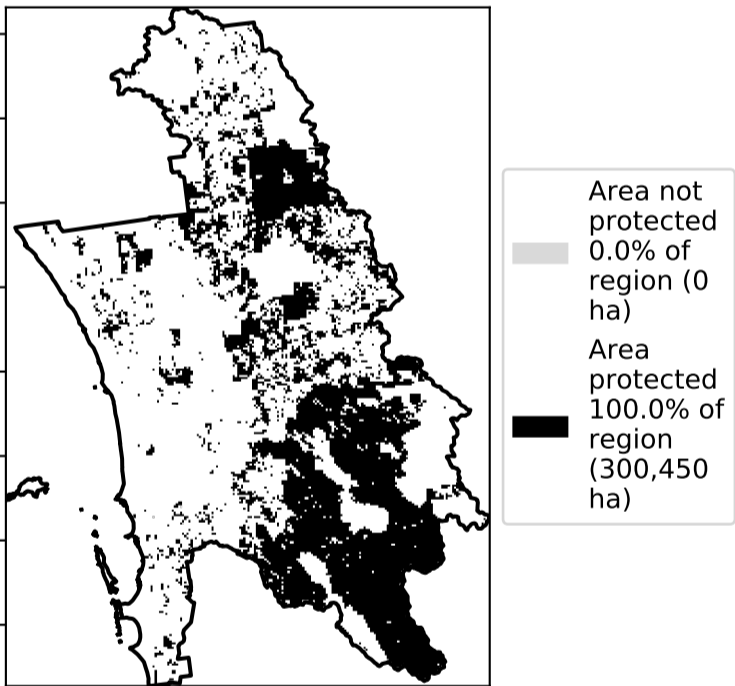 Area not
protected
0.0% of
region (0
ha)
Area
protected
100.0% of
region
(300,450
ha)